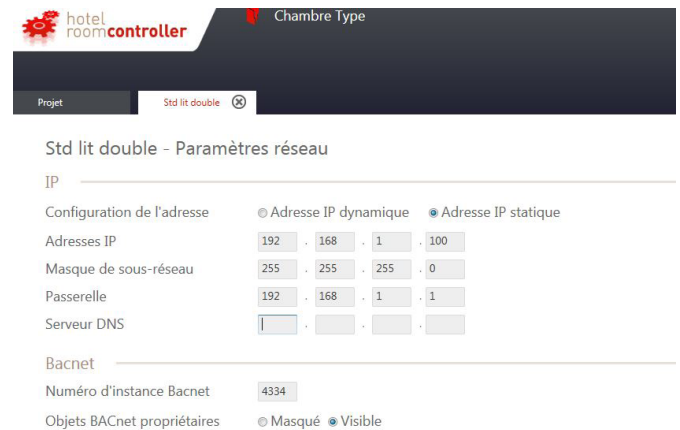 hotel
roomcontroller
Chambre Type
Projet
Std lit double
Std lit double - Paramètres réseau
IP
Configuration de l'adresse Adresse IP dynamique Adresse IP statique
Adresses IP 192 . 168 . 1 . 100
Masque de sous-réseau 255 . 255 . 255 . 0
Passerelle 192 . 168 . 1 . 1
Serveur DNS . . .
Bacnet
Numéro d'instance Bacnet 4334
Objets BACnet propriétaires Masqué Visible